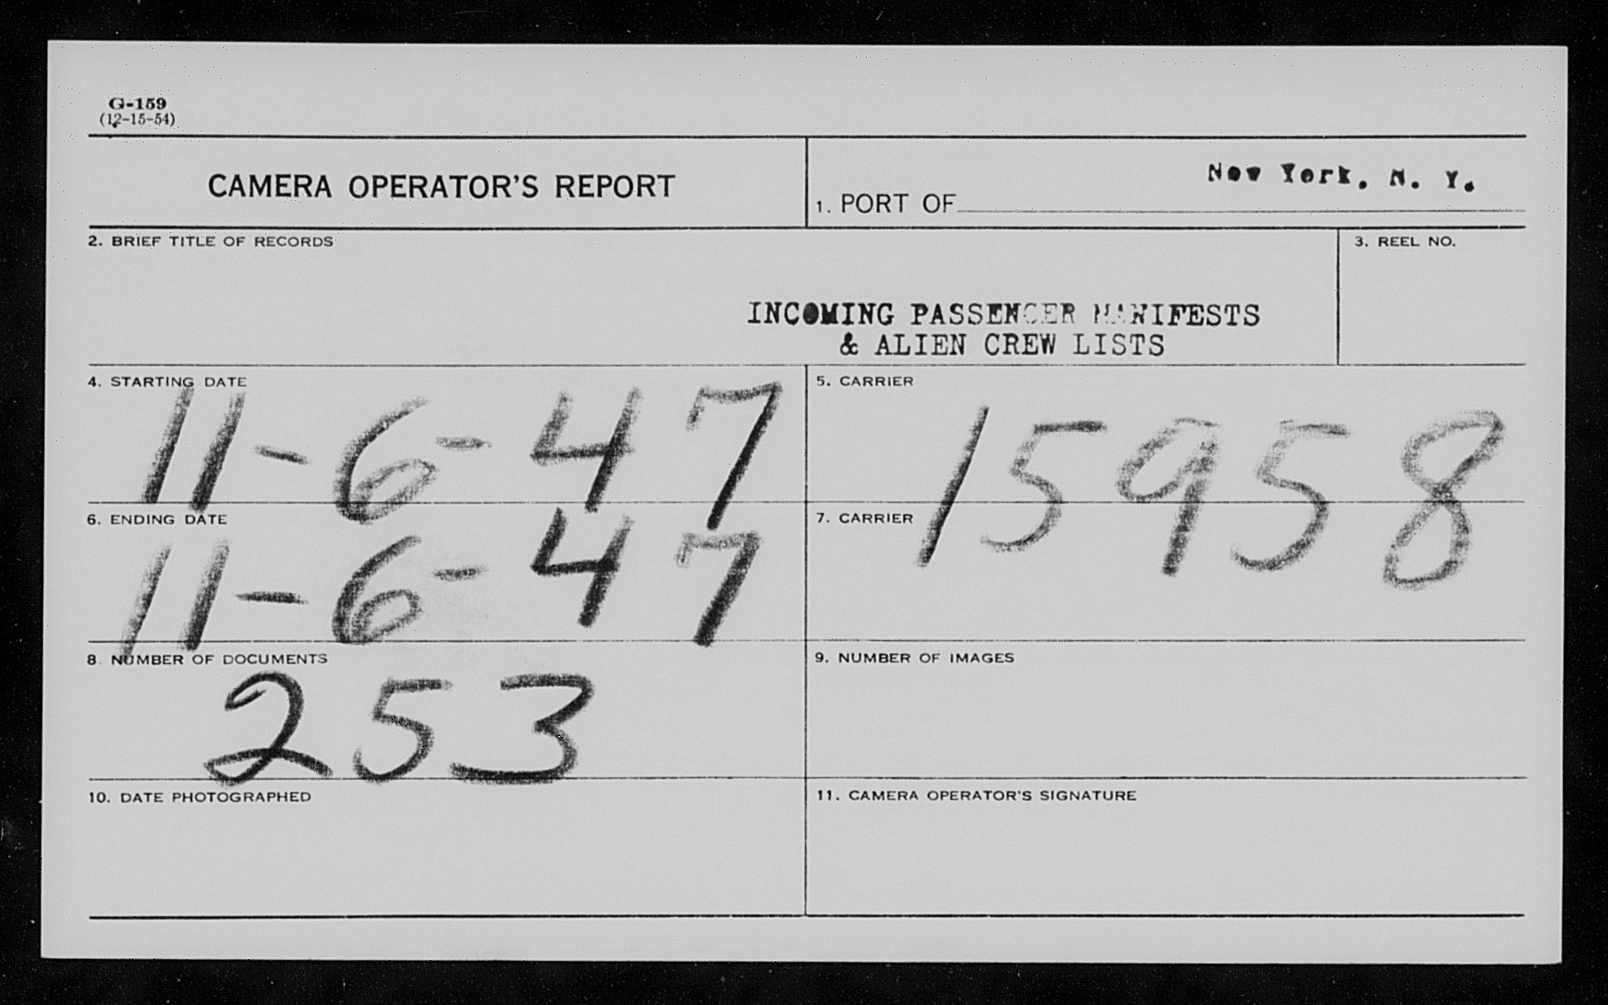 G-159
(12-15-54)
CAMERA OPERATOR'S REPORT
1. PORT OF New York, N. Y.
2. BRIEF TITLE OF RECORDS
3. REEL NO.
INCOMING PASSENGER MANIFESTS
& ALIEN CREW LISTS
4. STARTING DATE
11-6-47
5. CARRIER
15958
6. ENDING DATE
11-6-47
7. CARRIER
8. NUMBER OF DOCUMENTS
253
9. NUMBER OF IMAGES
10. DATE PHOTOGRAPHED
11. CAMERA OPERATOR'S SIGNATURE